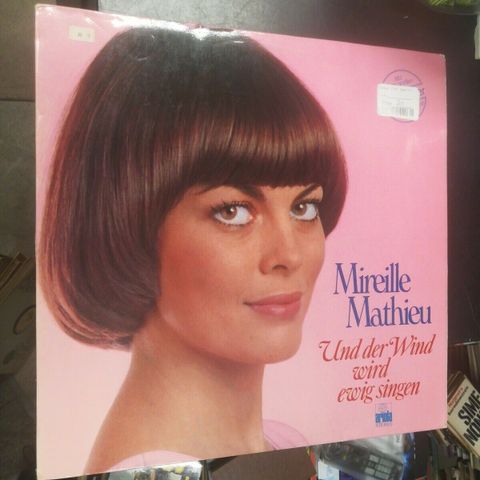 Mireille
Mathieu
Und der Wind
wird
ewig singen
ariola